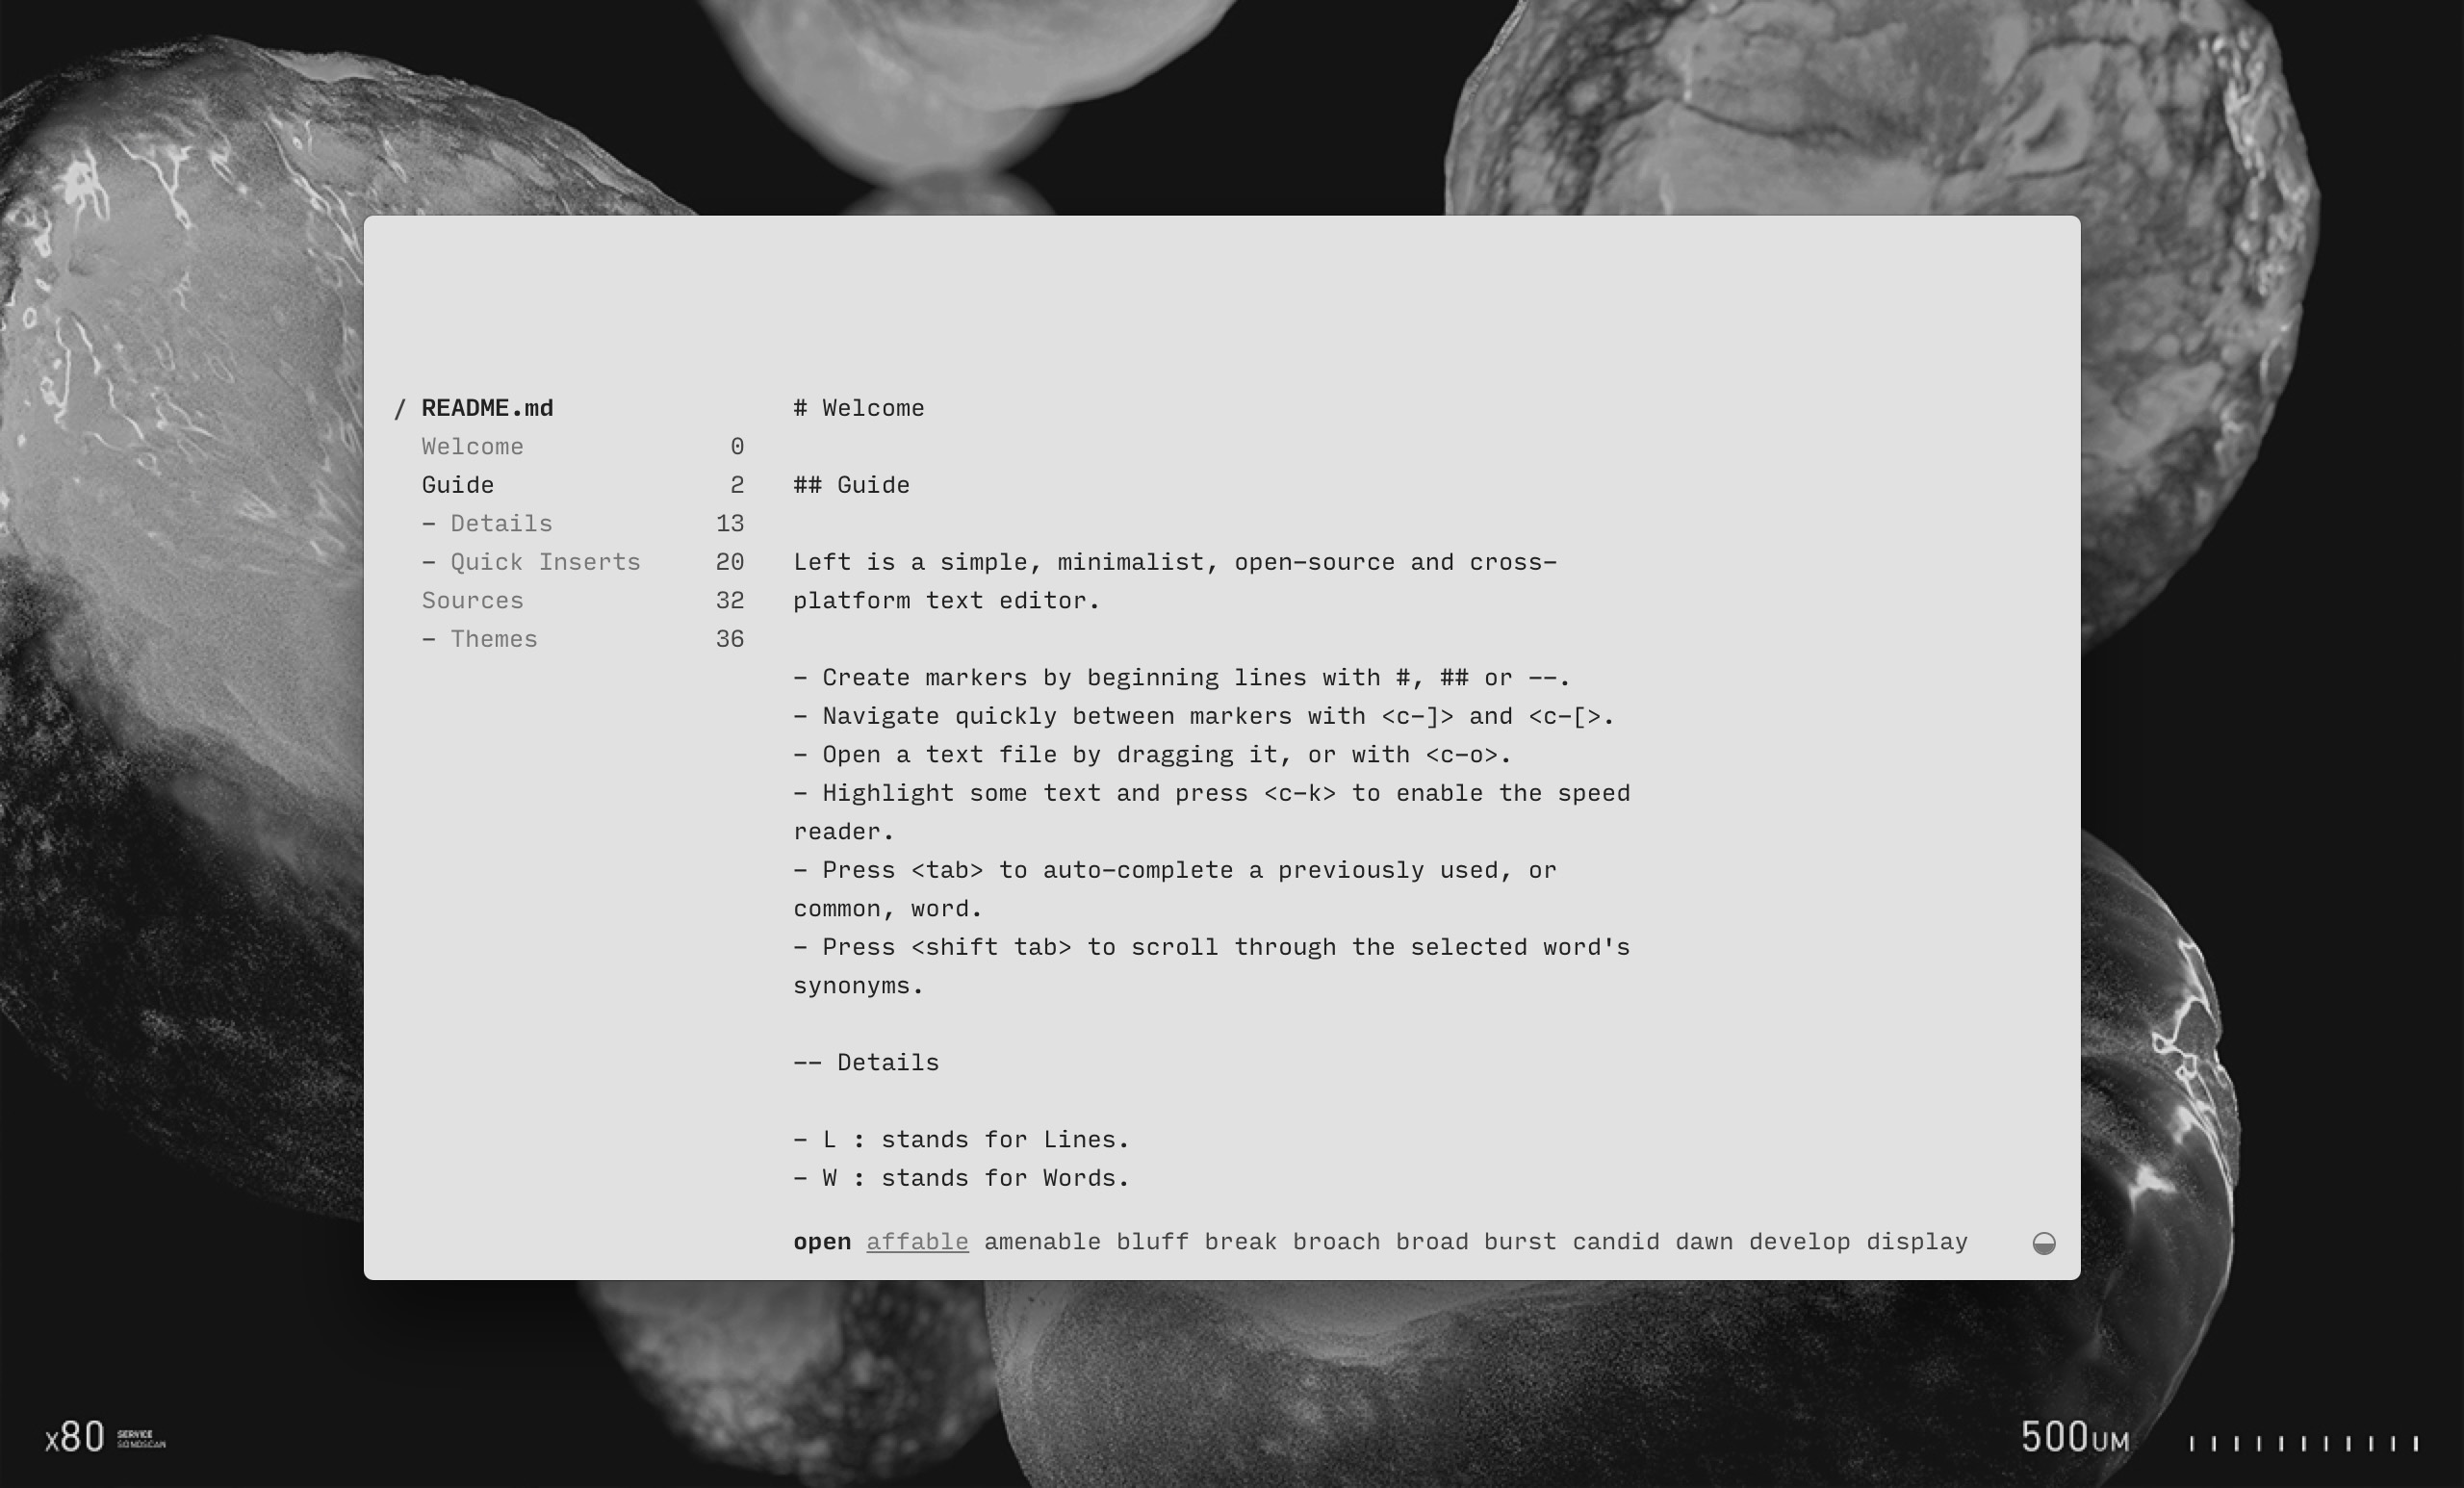 / README.md
Welcome 0
Guide 2
– Details 13
– Quick Inserts 20
Sources 32
– Themes 36
# Welcome
## Guide
Left is a simple, minimalist, open-source and cross-
platform text editor.
- Create markers by beginning lines with #, ## or --.
- Navigate quickly between markers with <c-]> and <c-[>.
- Open a text file by dragging it, or with <c-o>.
- Highlight some text and press <c-k> to enable the speed
reader.
- Press <tab> to auto-complete a previously used, or
common, word.
- Press <shift tab> to scroll through the selected word's
synonyms.
-- Details
- L : stands for Lines.
- W : stands for Words.
open affable amenable bluff break broach broad burst candid dawn develop display
x80 SERVICE
SONDSCAN
500UM